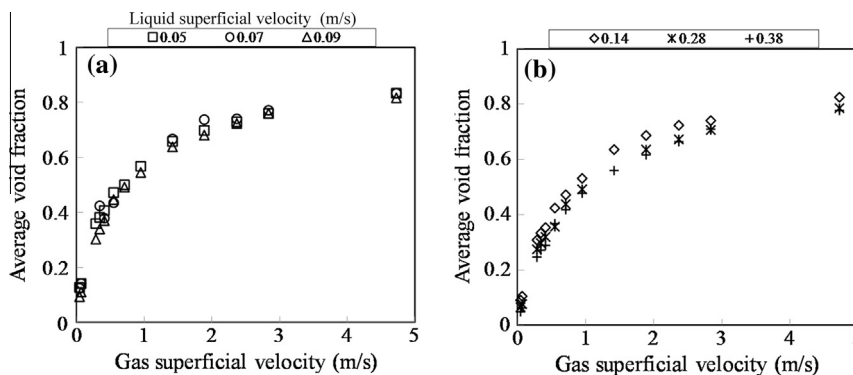 Liquid superficial velocity (m/s)
□ 0.05 ○ 0.07 △ 0.09
(a)
Average void fraction
1
0.8
0.6
0.4
0.2
0
0 1 2 3 4 5
Gas superficial velocity (m/s)
◇ 0.14 ж 0.28 + 0.38
(b)
Average void fraction
1
0.8
0.6
0.4
0.2
0
0 1 2 3 4 5
Gas superficial velocity (m/s)